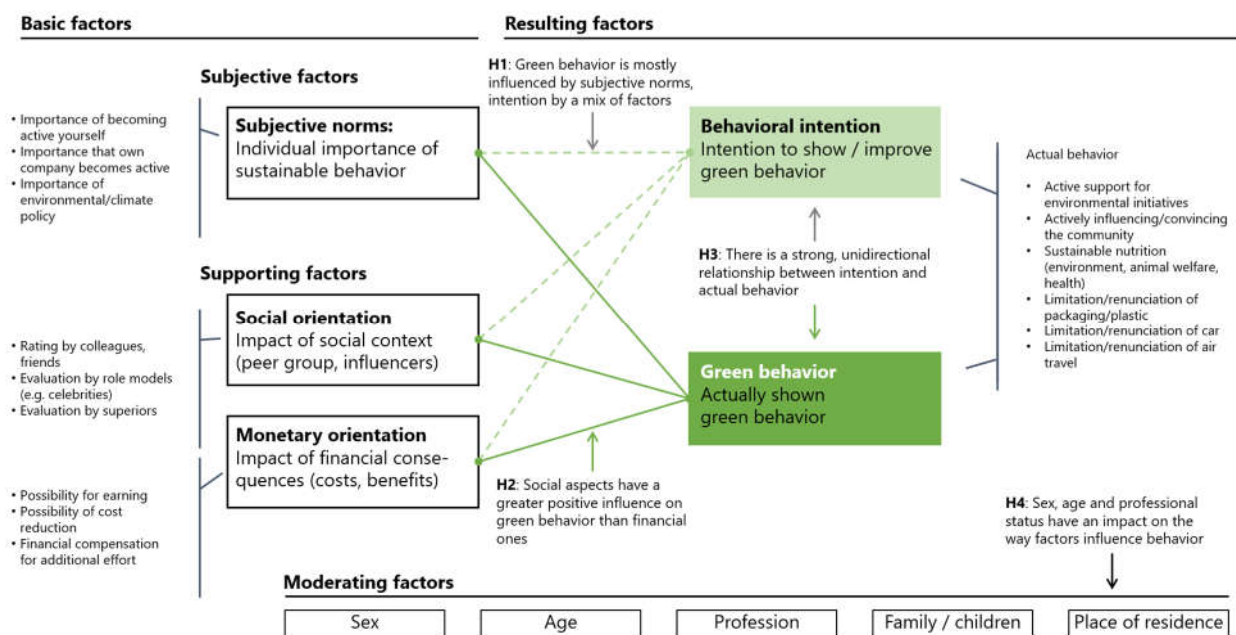 Basic factors
Resulting factors
Subjective factors
• Importance of becoming
active yourself
• Importance that own
company becomes active
• Importance of
environmental/climate
policy
Subjective norms:
Individual importance of
sustainable behavior
H1: Green behavior is mostly
influenced by subjective norms,
intention by a mix of factors
Behavioral intention
Intention to show / improve
green behavior
Actual behavior
• Active support for
environmental initiatives
• Actively influencing/convincing
the community
• Sustainable nutrition
(environment, animal welfare,
health)
• Limitation/renunciation of
packaging/plastic
• Limitation/renunciation of car
• Limitation/renunciation of air
travel
H3: There is a strong, unidirectional
relationship between intention and
actual behavior
Supporting factors
• Rating by colleagues,
friends
• Evaluation by role models
(e.g. celebrities)
• Evaluation by superiors
Social orientation
Impact of social context
(peer group, influencers)
Green behavior
Actually shown
green behavior
Monetary orientation
Impact of financial conse-
quences (costs, benefits)
• Possibility for earning
• Possibility of cost
reduction
• Financial compensation
for additional effort
H2: Social aspects have a
greater positive influence on
green behavior than financial
ones
H4: Sex, age and professional
status have an impact on the
way factors influence behavior
Moderating factors
Sex
Age
Profession
Family / children
Place of residence